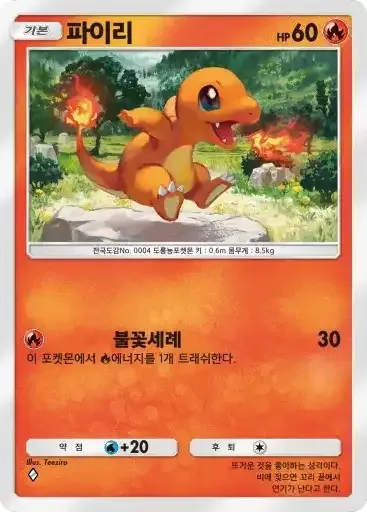 기본 파이리 HP 60
전국도감No. 0004 도롱뇽포켓몬 키 : 0.6m 몸무게 : 8.5kg
불꽃세례 30
이 포켓몬에서 에너지를 1개 트래쉬한다.
약점 +20 후퇴
Illus. Teeziro
뜨거운 것을 좋아하는 성격이다.
비에 젖으면 꼬리 끝에서
연기가 난다고 한다.